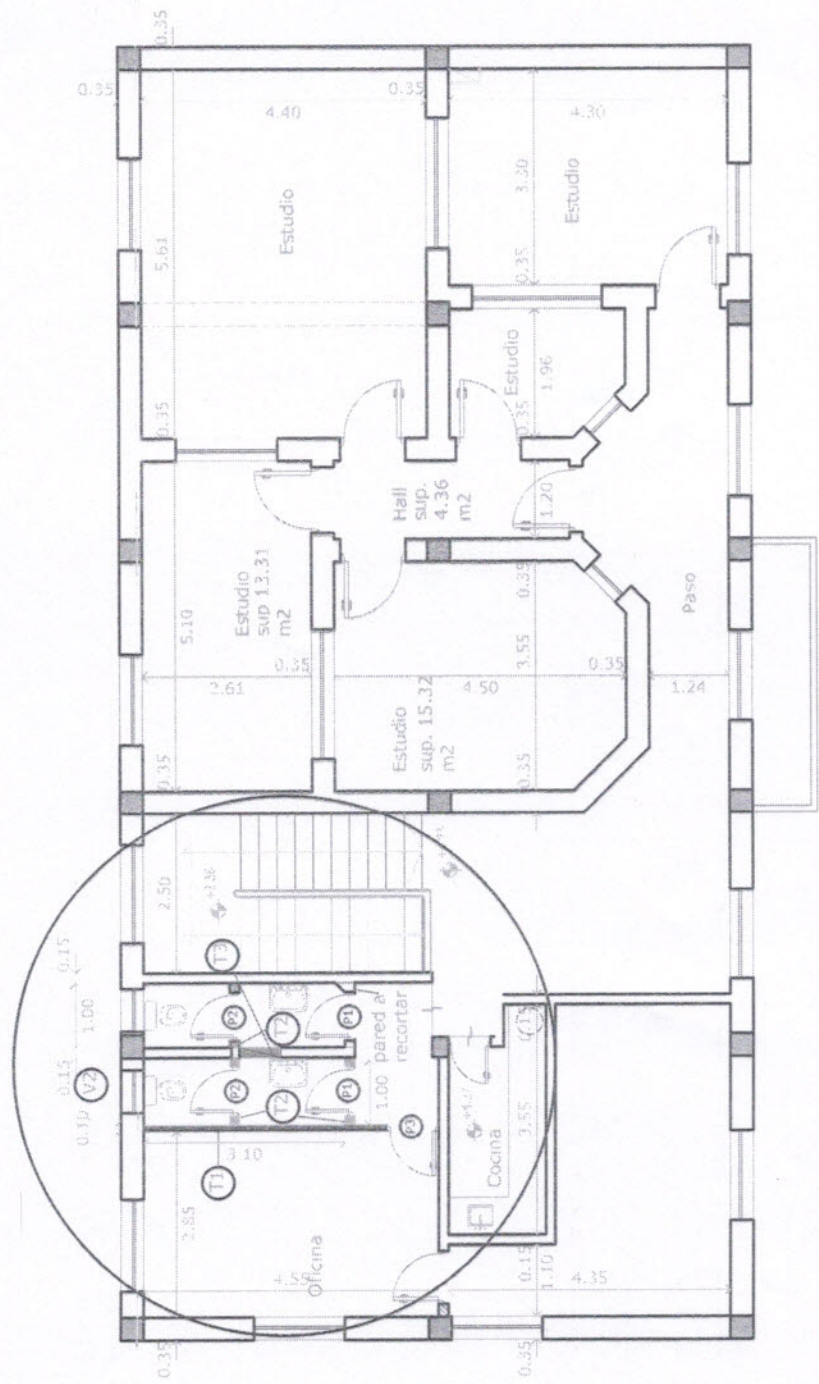 0.35
0.35
4.40
0.35
4.30
Estudio
Estudio
5.61
3.30
0.35
Estudio
1.96
0.35
0.35
Hall
sup.
4.36
m2
1.20
Estudio
sup 13.31
m2
5.10
0.35
2.61
0.35
Estudio
sup. 15.32
m2
4.50
3.55
0.35
0.35
0.35
1.24
Paso
2.50
0.15
T3
1.00
P2
T2
P1
pared a
recortar
0.15
V2
P2
T2
P1
1.00
P3
T1
3.10
2.85
Oficina
4.55
Cocina
3.55
0.15
1.10
4.35
0.35
0.35